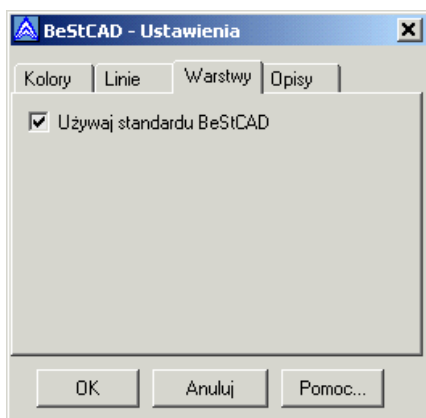 BeStCAD - Ustawienia
Kolory Linie Warstwy Opisy
Używaj standardu BeStCAD
OK Anuluj Pomoc...